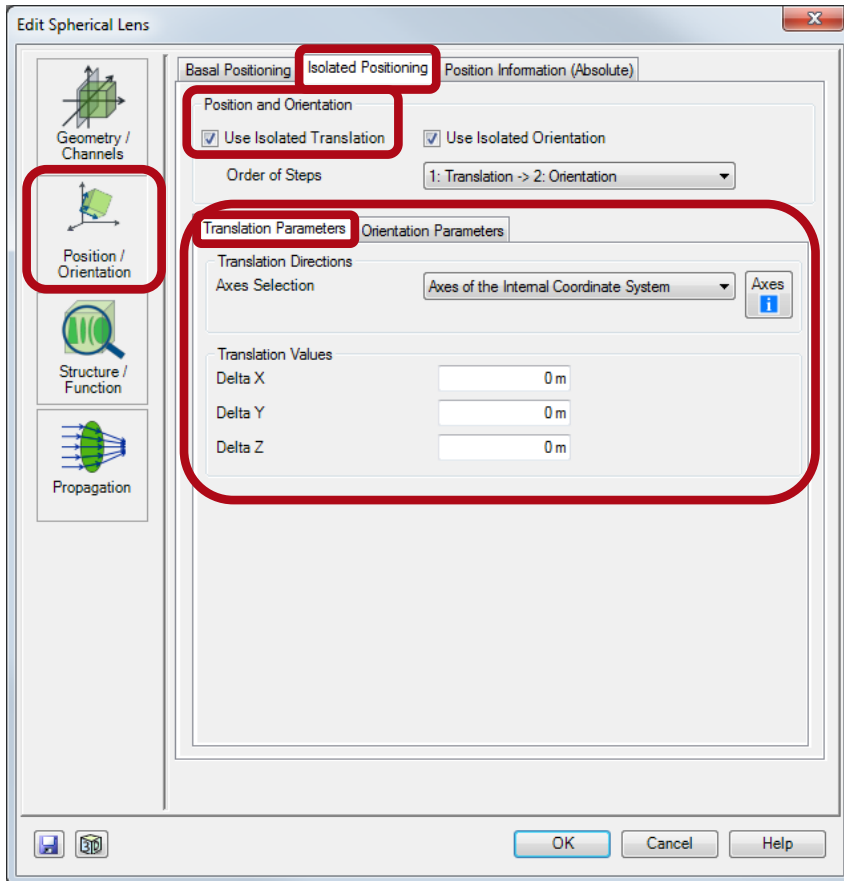 Edit Spherical Lens
Geometry /
Channels
Position /
Orientation
Structure /
Function
Propagation
Basal Positioning Isolated Positioning Position Information (Absolute)
Position and Orientation
Use Isolated Translation Use Isolated Orientation
Order of Steps 1: Translation -> 2: Orientation
Translation Parameters Orientation Parameters
Translation Directions
Axes Selection Axes of the Internal Coordinate System Axes
i
Translation Values
Delta X 0 m
Delta Y 0 m
Delta Z 0 m
3D
OK Cancel Help